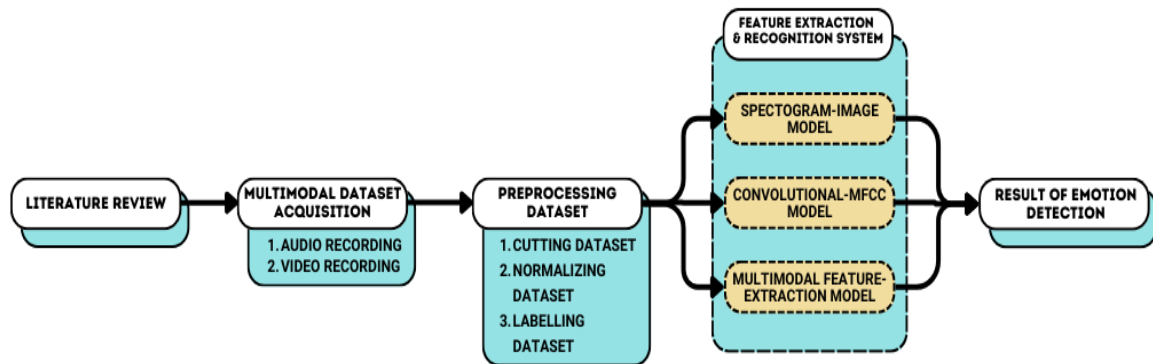 LITERATURE REVIEW
MULTIMODAL DATASET
ACQUISITION
1. AUDIO RECORDING
2. VIDEO RECORDING
PREPROCESSING
DATASET
1. CUTTING DATASET
2. NORMALIZING
DATASET
3. LABELLING
DATASET
FEATURE EXTRACTION
& RECOGNITION SYSTEM
SPECTOGRAM-IMAGE
MODEL
CONVOLUTIONAL-MFCC
MODEL
MULTIMODAL FEATURE-
EXTRACTION MODEL
RESULT OF EMOTION
DETECTION